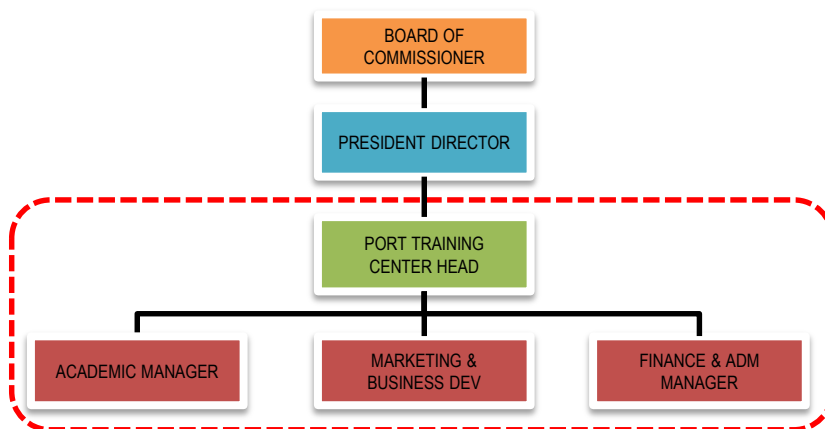 BOARD OF
COMMISSIONER
PRESIDENT DIRECTOR
PORT TRAINING
CENTER HEAD
ACADEMIC MANAGER
MARKETING &
BUSINESS DEV
FINANCE & ADM
MANAGER